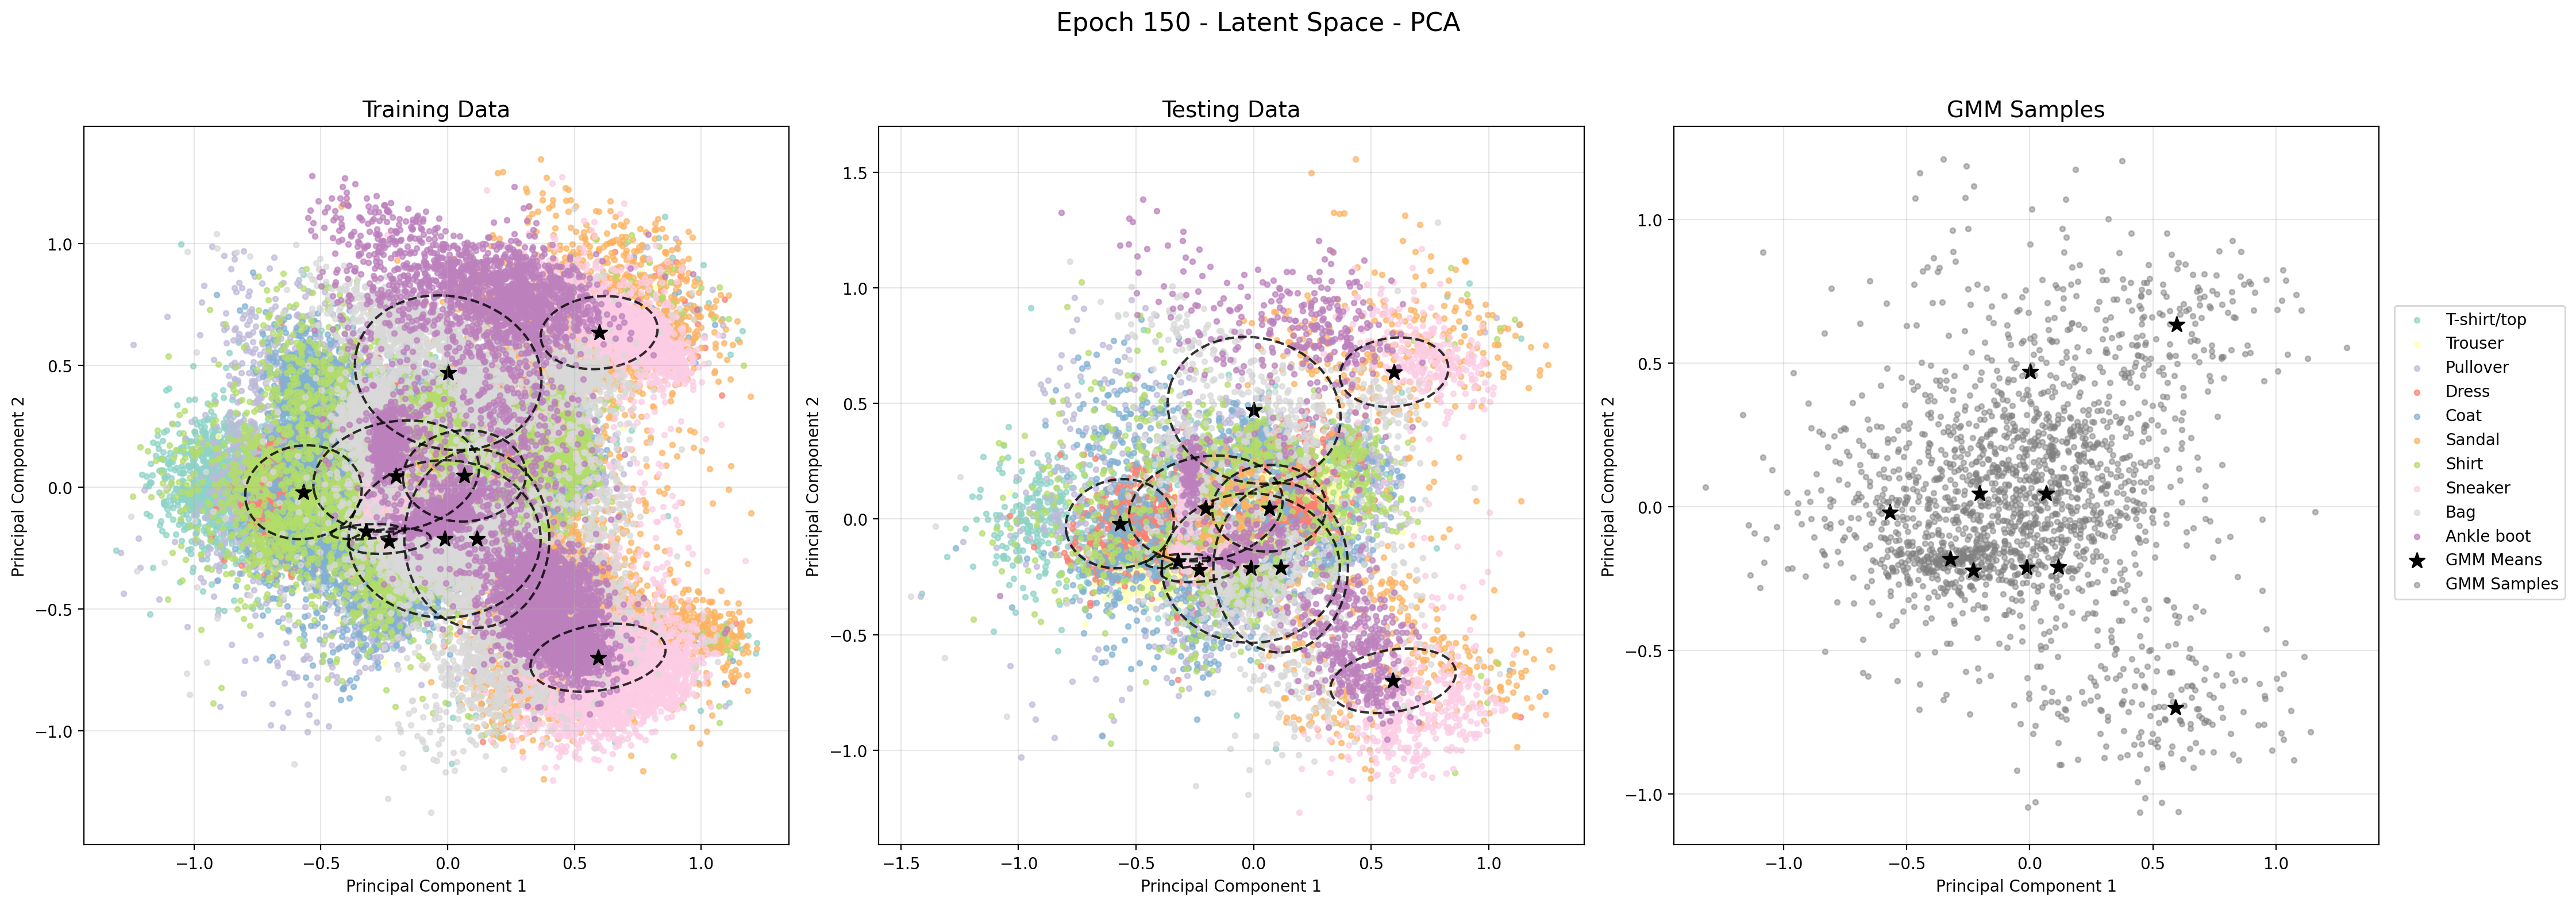 Epoch 150 - Latent Space - PCA
Training Data
Principal Component 2
1.0
0.5
0.0
−0.5
−1.0
−1.0
−0.5
0.0
0.5
1.0
Principal Component 1
Testing Data
Principal Component 2
1.5
1.0
0.5
0.0
−0.5
−1.0
−1.5
−1.0
−0.5
0.0
0.5
1.0
Principal Component 1
GMM Samples
Principal Component 2
1.0
0.5
0.0
−0.5
−1.0
−1.0
−0.5
0.0
0.5
1.0
Principal Component 1
T-shirt/top
Trouser
Pullover
Dress
Coat
Sandal
Shirt
Sneaker
Bag
Ankle boot
GMM Means
GMM Samples